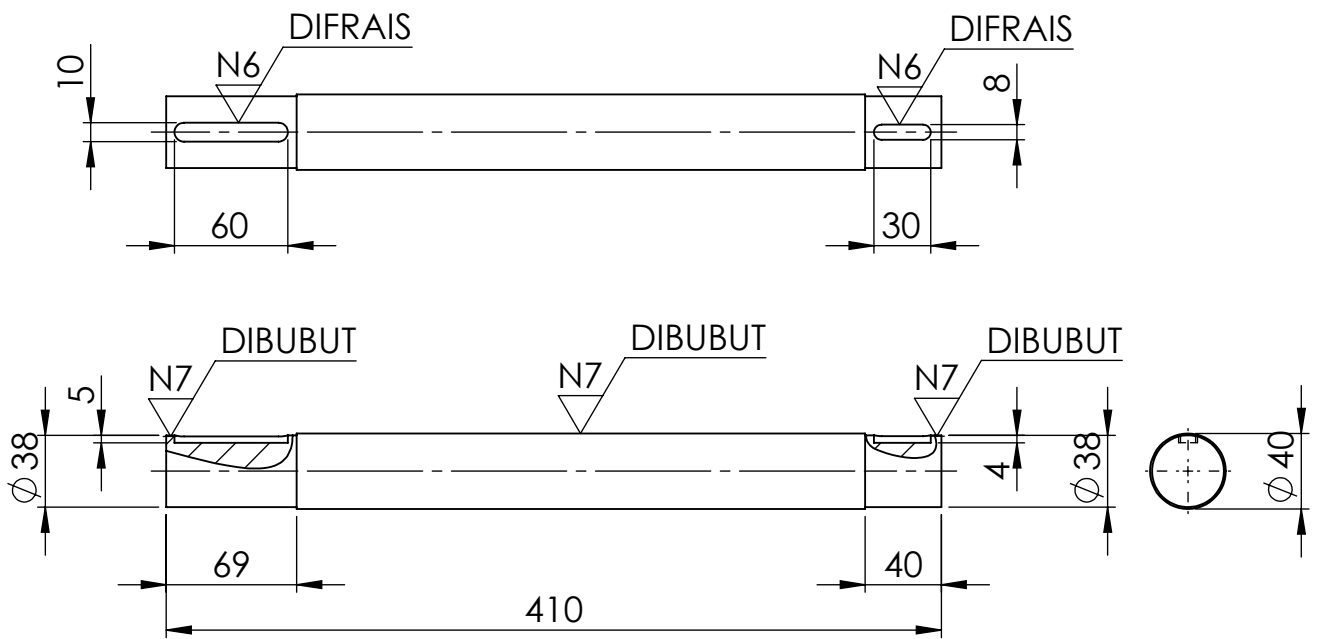 DIFRAIS
DIFRAIS
N6
N6
10
8
60
30
DIBUBUT
DIBUBUT
DIBUBUT
N7
N7
N7
5
∅38
4
∅38
∅40
69
40
410